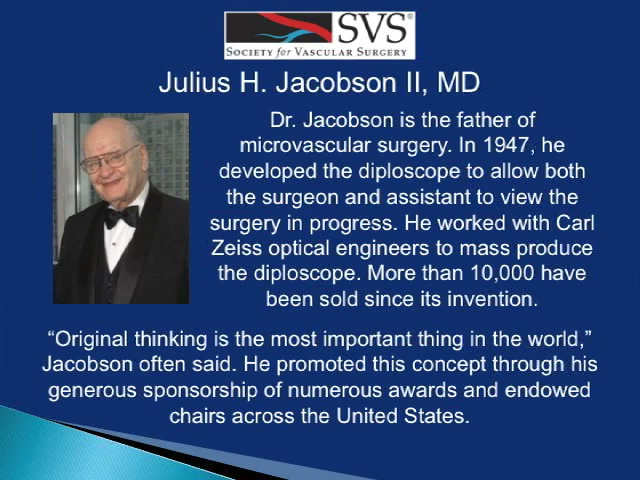 SVS®
SOCIETY for VASCULAR SURGERY
Julius H. Jacobson II, MD
Dr. Jacobson is the father of
microvascular surgery. In 1947, he
developed the diploscope to allow both
the surgeon and assistant to view the
surgery in progress. He worked with Carl
Zeiss optical engineers to mass produce
the diploscope. More than 10,000 have
been sold since its invention.
“Original thinking is the most important thing in the world,”
Jacobson often said. He promoted this concept through his
generous sponsorship of numerous awards and endowed
chairs across the United States.